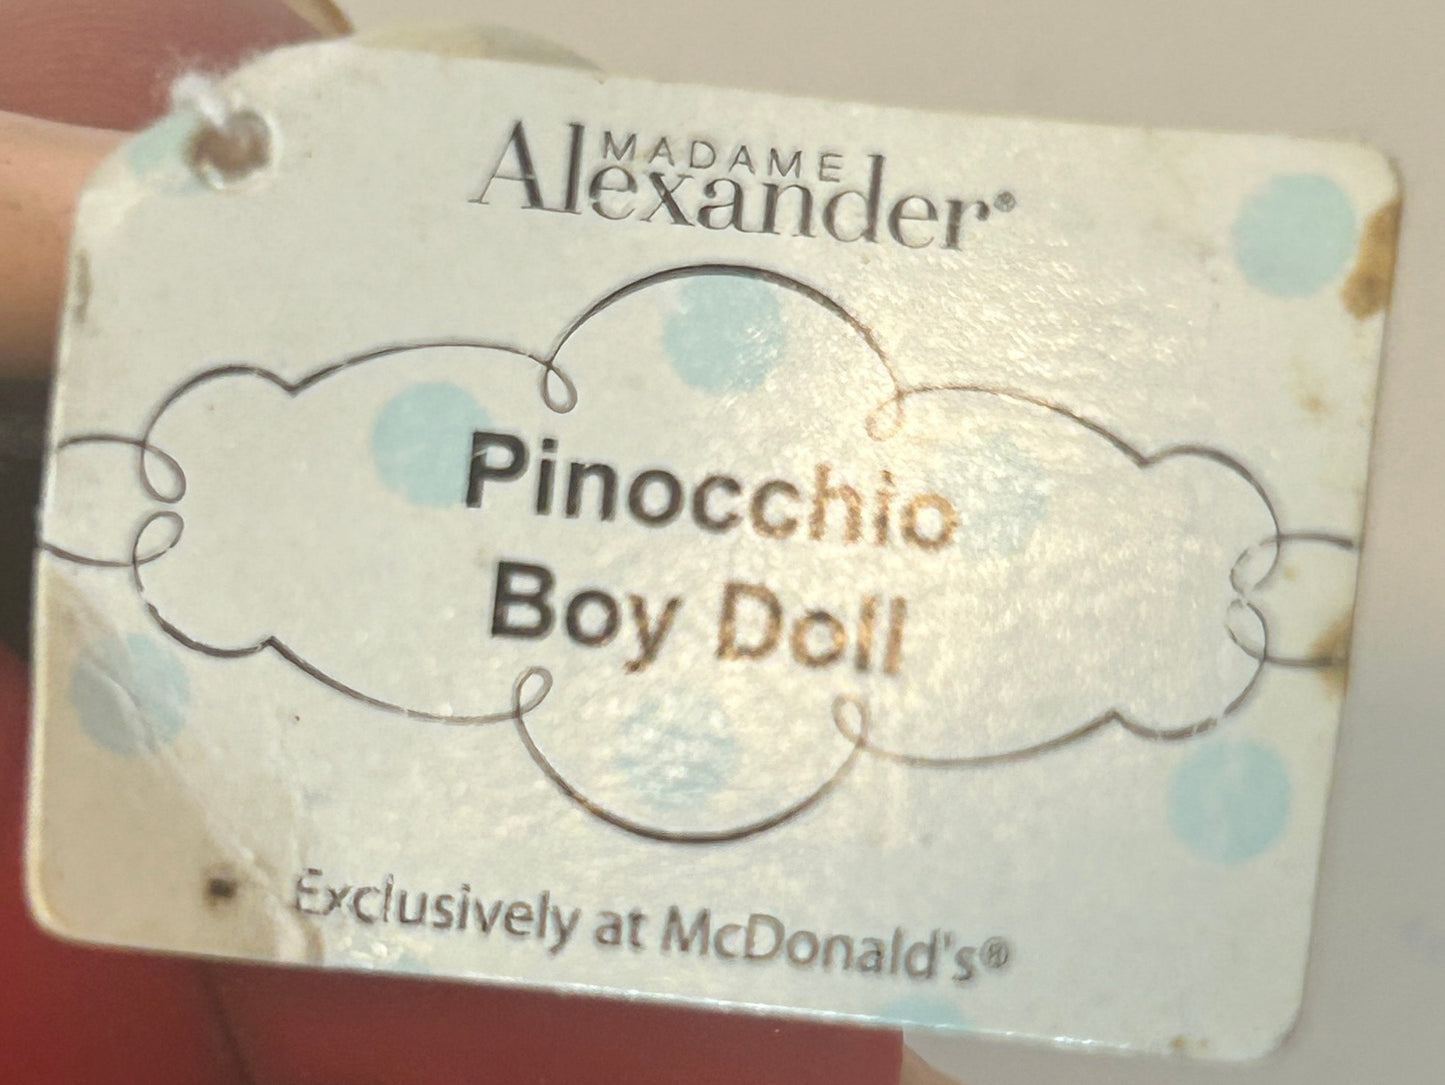 MADAME
Alexander®
Pinocchio
Boy Doll
Exclusively at McDonald's®